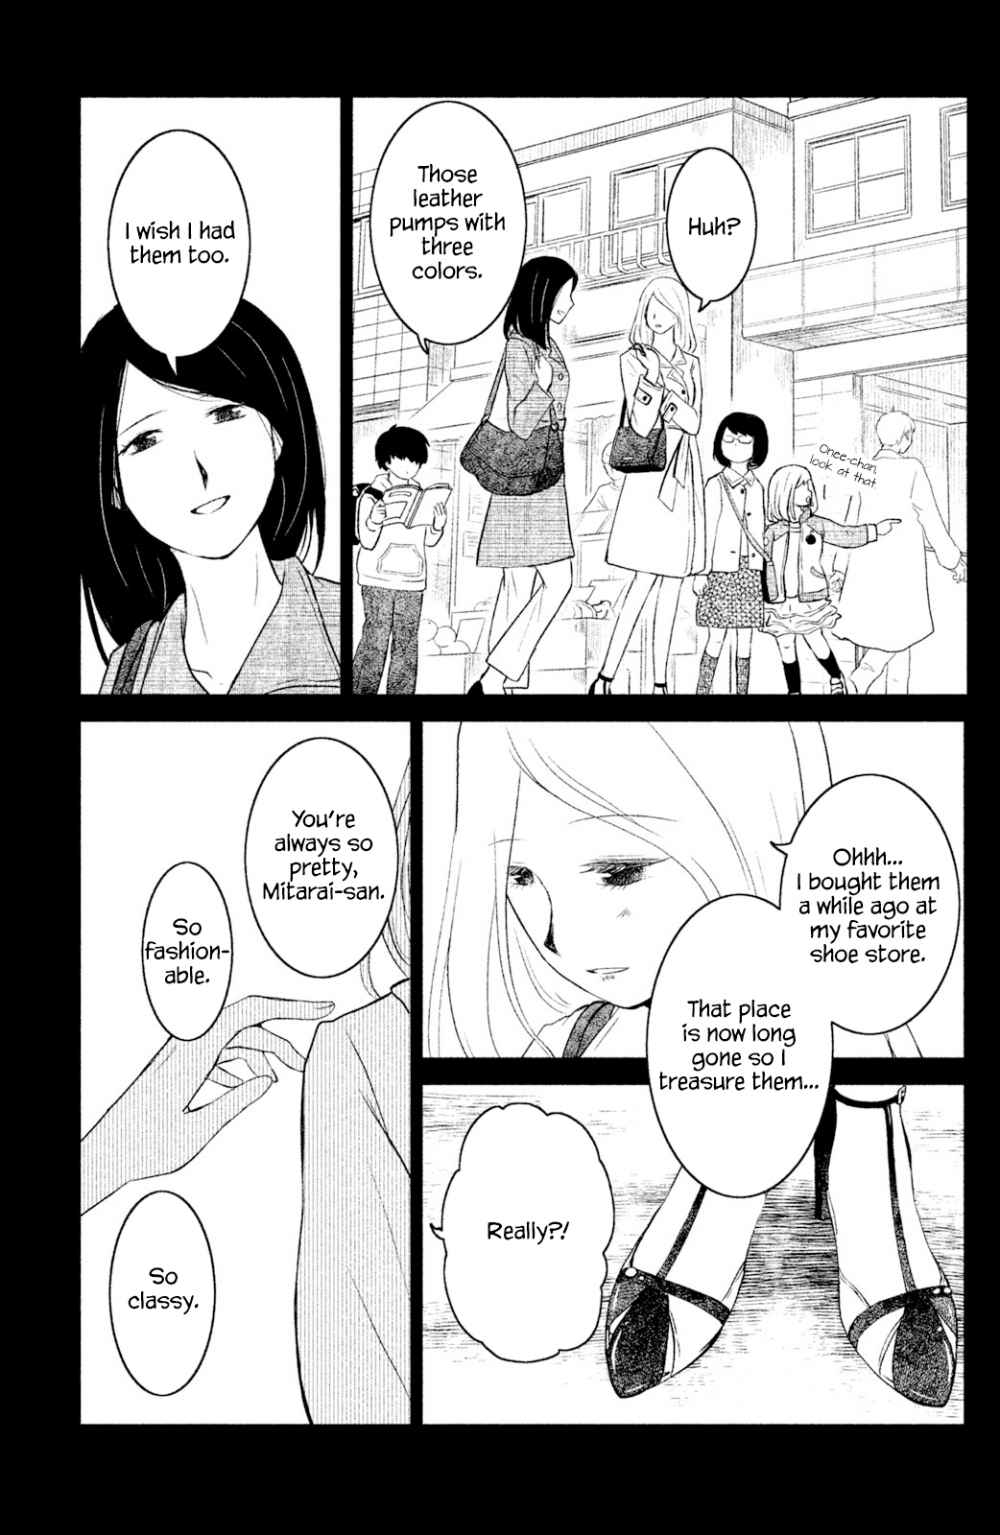 Huh?
Those
leather
pumps with
three
colors.
Onee-chan,
look at that
I wish I had
them too.
Ohhh...
I bought them
a while ago at
my favorite
shoe store.
That place
is now long
gone so I
treasure them...
Really?!
You're
always so
pretty,
Mitarai-san.
So
fashion-
able.
So
classy.